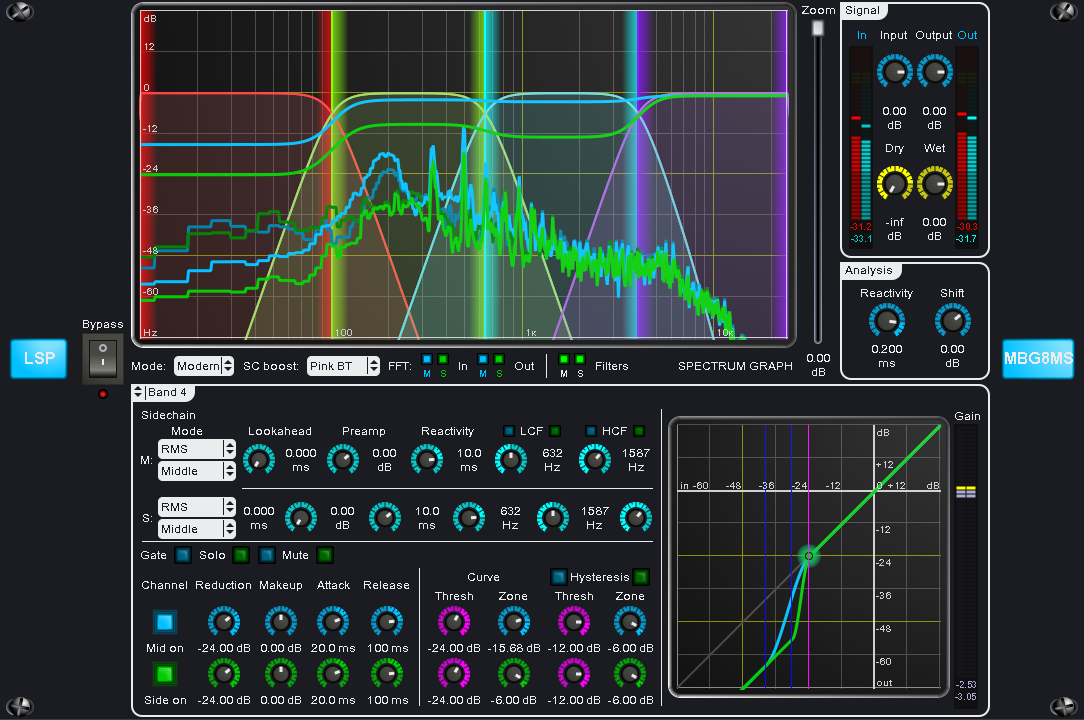 dB
12
0
-12
-24
-36
-48
-60
Hz
100
1к
10к
Zoom
0.00
dB
Signal
In Input Output Out
0.00 0.00
dB dB
Dry Wet
-inf 0.00
dB dB
-31.2 -30.3
-33.1 -31.7
Analysis
Reactivity Shift
0.200 0.00
ms dB
Bypass
LSP
MBG8MS
Mode: Modern SC boost: Pink BT FFT: M S In M S Out M S Filters SPECTRUM GRAPH
Band 4
Sidechain
Mode Lookahead Preamp Reactivity LCF HCF
M: RMS 0.000 0.00 10.0 632 1587
Middle ms dB ms Hz Hz
S: RMS 0.000 0.00 10.0 632 1587
Middle ms dB ms Hz Hz
Gate Solo Mute
Channel Reduction Makeup Attack Release
Mid on -24.00 dB 0.00 dB 20.0 ms 100 ms
Side on -24.00 dB 0.00 dB 20.0 ms 100 ms
Curve Hysteresis
Thresh Zone Thresh Zone
-24.00 dB -15.68 dB -12.00 dB -6.00 dB
-24.00 dB -6.00 dB -12.00 dB -6.00 dB
Gain
dB
+12
in -60 -48 -36 -24 -12 0 +12 dB
-12
-24
-36
-48
-60
out
-2.53
-3.05